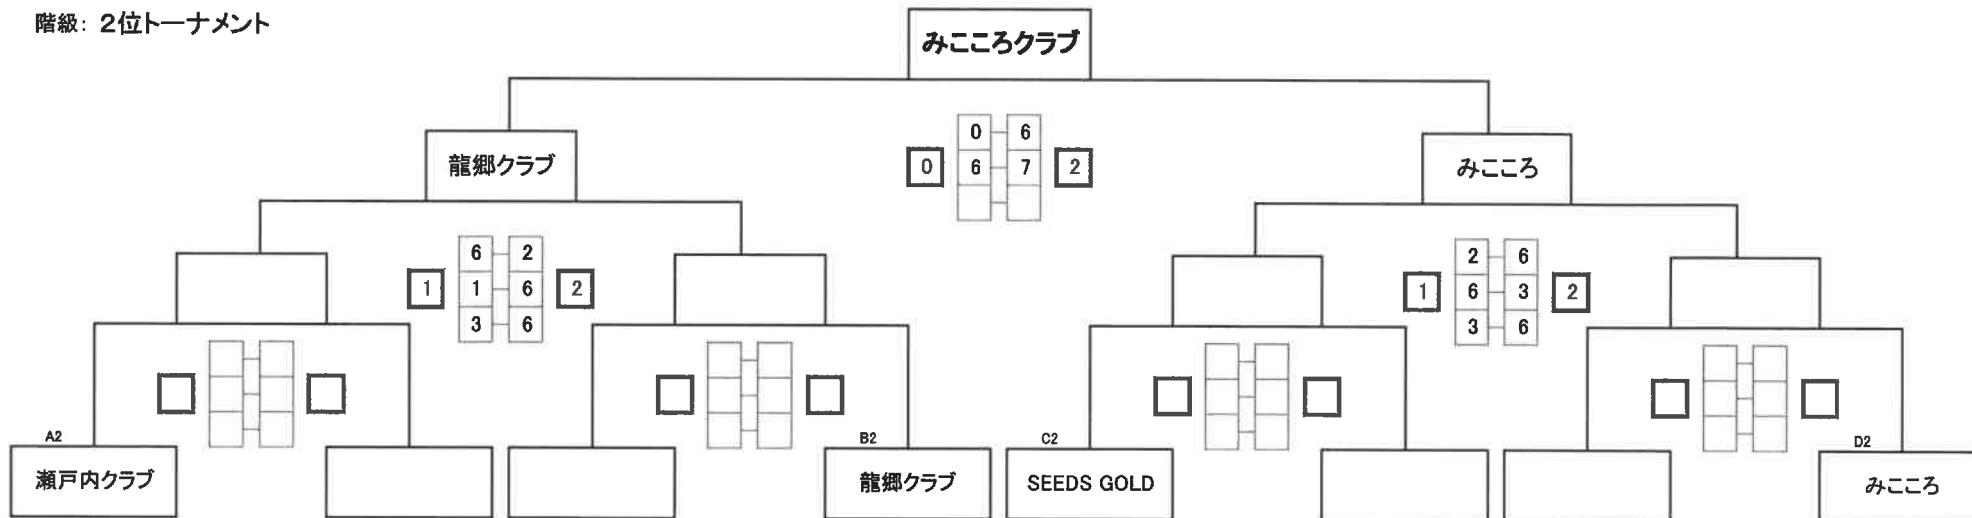 階級: 2位トーナメント
みこころクラブ
0 6
0 6 7 2
龍郷クラブ
みこころ
6 2
1 1 6 2
3 6
2 6
1 6 3 2
3 6
A2
B2
C2
D2
瀬戸内クラブ
龍郷クラブ
SEEDS GOLD
みこころ